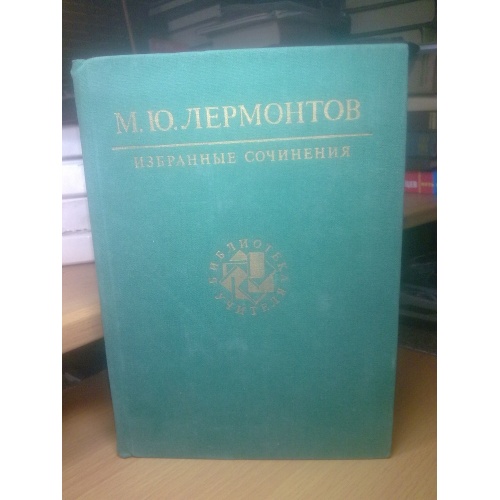 М. Ю. ЛЕРМОНТОВ
ИЗБРАННЫЕ СОЧИНЕНИЯ
БИБЛИОТЕКА
УЧИТЕЛЯ